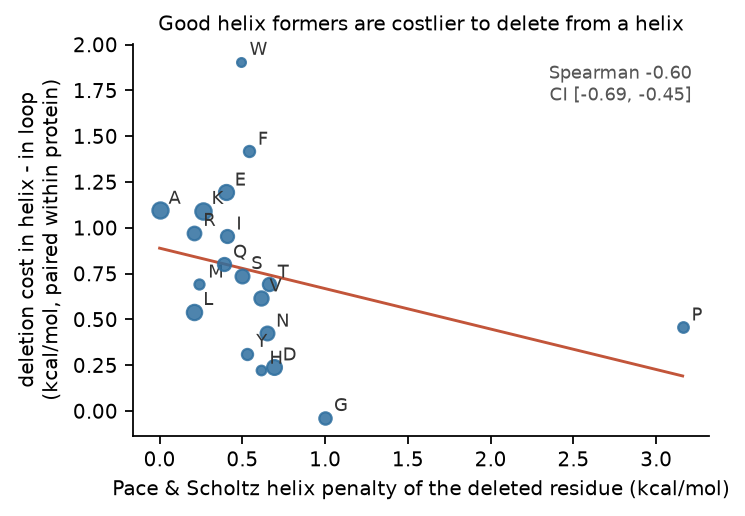 Good helix formers are costlier to delete from a helix
Spearman -0.60
CI [-0.69, -0.45]
deletion cost in helix - in loop
(kcal/mol, paired within protein)
2.00
1.75
1.50
1.25
1.00
0.75
0.50
0.25
0.00
W
F
E
A
K
R
I
Q
S
M
T
V
L
N
Y
H
D
G
P
0.0
0.5
1.0
1.5
2.0
2.5
3.0
Pace & Scholtz helix penalty of the deleted residue (kcal/mol)